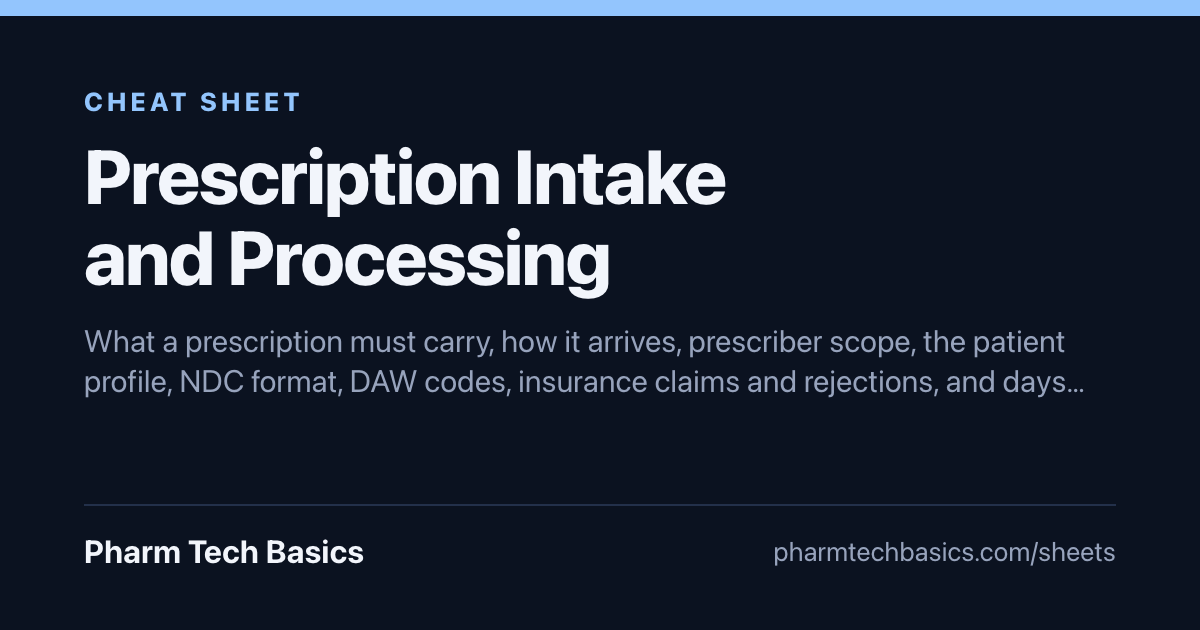 CHEAT SHEET
Prescription Intake
and Processing
What a prescription must carry, how it arrives, prescriber scope, the patient
profile, NDC format, DAW codes, insurance claims and rejections, and days…
Pharm Tech Basics
pharmtechbasics.com/sheets